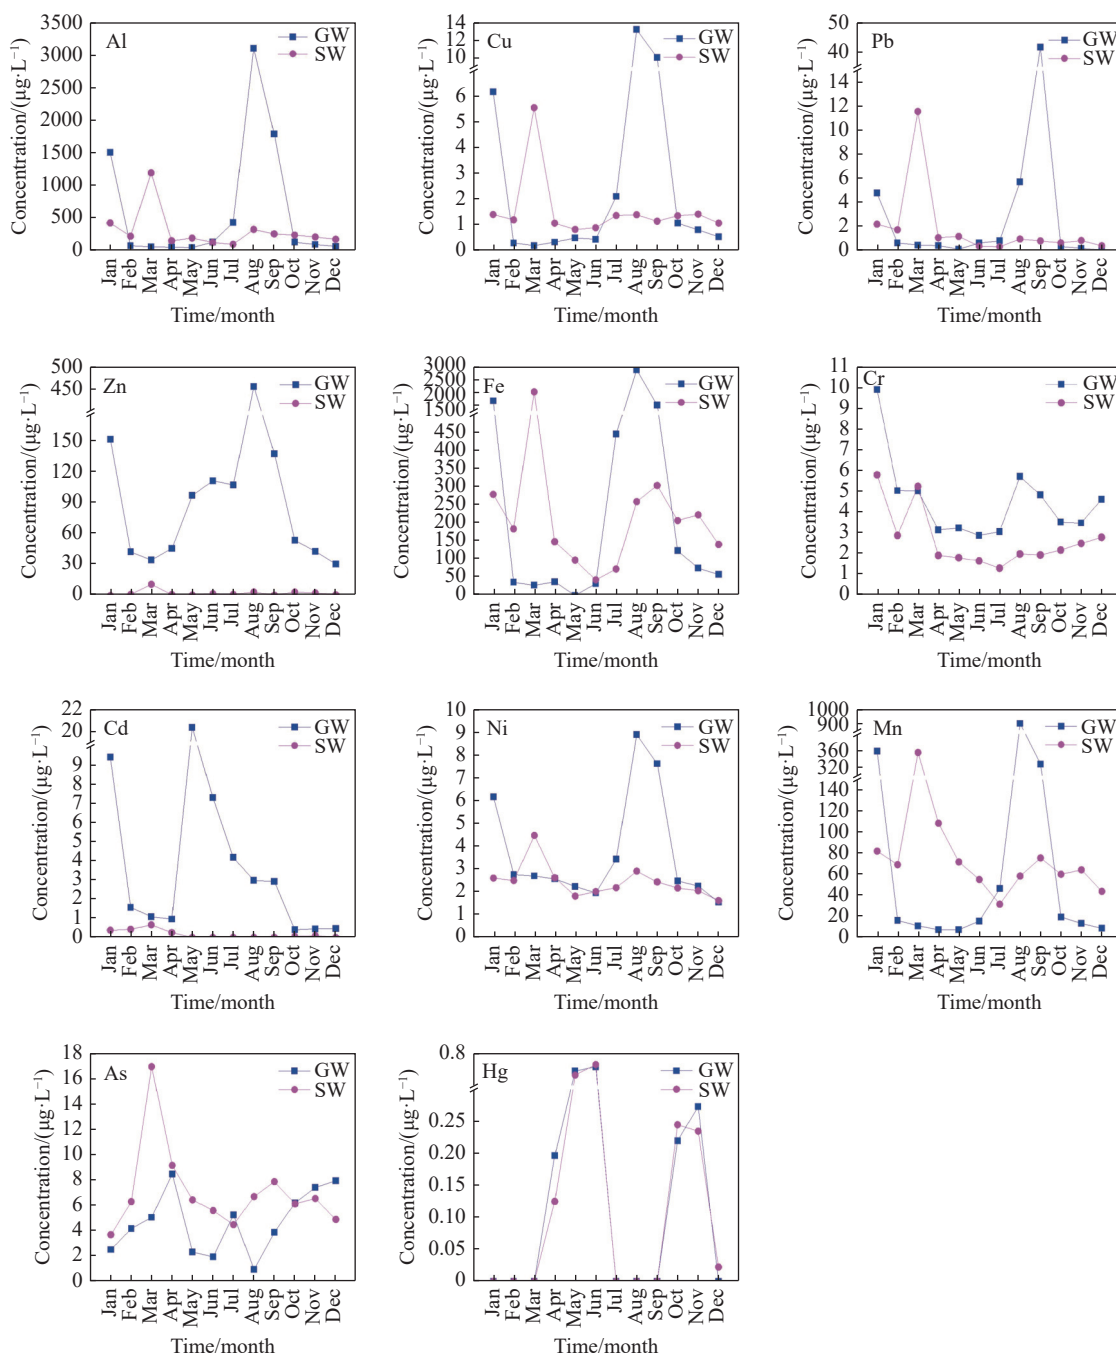 Al
GW
SW
Concentration/(μg·L⁻¹)
3500
3000
2500
2000
1500
1000
500
0
Jan Feb Mar Apr May Jun Jul Aug Sep Oct Nov Dec
Time/month
Cu
GW
SW
Concentration/(μg·L⁻¹)
14
12
10
8
6
5
4
3
2
1
0
Jan Feb Mar Apr May Jun Jul Aug Sep Oct Nov Dec
Time/month
Pb
GW
SW
Concentration/(μg·L⁻¹)
50
40
30
14
12
10
8
6
4
2
0
Jan Feb Mar Apr May Jun Jul Aug Sep Oct Nov Dec
Time/month
Zn
GW
SW
Concentration/(μg·L⁻¹)
500
450
150
120
90
60
30
0
Jan Feb Mar Apr May Jun Jul Aug Sep Oct Nov Dec
Time/month
Fe
GW
SW
Concentration/(μg·L⁻¹)
3000
2500
2000
1500
450
400
350
300
250
200
150
100
50
0
Jan Feb Mar Apr May Jun Jul Aug Sep Oct Nov Dec
Time/month
Cr
GW
SW
Concentration/(μg·L⁻¹)
11
10
9
8
7
6
5
4
3
2
1
0
Jan Feb Mar Apr May Jun Jul Aug Sep Oct Nov Dec
Time/month
Cd
GW
SW
Concentration/(μg·L⁻¹)
22
20
9
8
7
6
5
4
3
2
1
0
Jan Feb Mar Apr May Jun Jul Aug Sep Oct Nov Dec
Time/month
Ni
GW
SW
Concentration/(μg·L⁻¹)
10
9
8
7
6
5
4
3
2
1
0
Jan Feb Mar Apr May Jun Jul Aug Sep Oct Nov Dec
Time/month
Mn
GW
SW
Concentration/(μg·L⁻¹)
1000
900
360
320
140
120
100
80
60
40
20
0
Jan Feb Mar Apr May Jun Jul Aug Sep Oct Nov Dec
Time/month
As
GW
SW
Concentration/(μg·L⁻¹)
18
16
14
12
10
8
6
4
2
0
Jan Feb Mar Apr May Jun Jul Aug Sep Oct Nov Dec
Time/month
Hg
GW
SW
Concentration/(μg·L⁻¹)
0.8
0.25
0.20
0.15
0.10
0.05
0
Jan Feb Mar Apr May Jun Jul Aug Sep Oct Nov Dec
Time/month